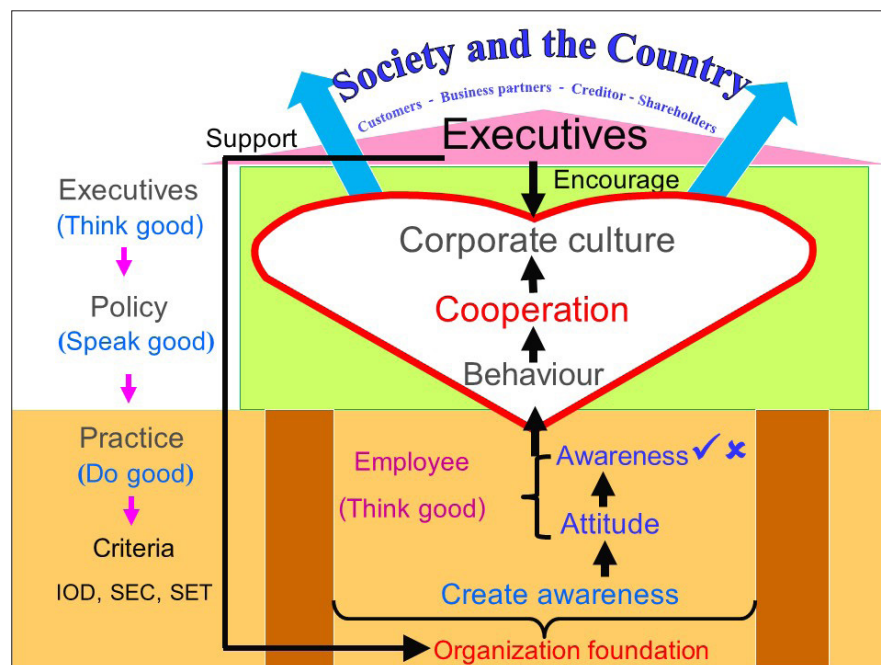 Society and the Country
Customers - Business partners - Creditor - Shareholders
Support
Executives
Encourage
Executives
(Think good)
Policy
(Speak good)
Practice
(Do good)
Criteria
IOD, SEC, SET
Corporate culture
Cooperation
Behaviour
Employee
(Think good)
Awareness ✓ ✘
Attitude
Create awareness
Organization foundation